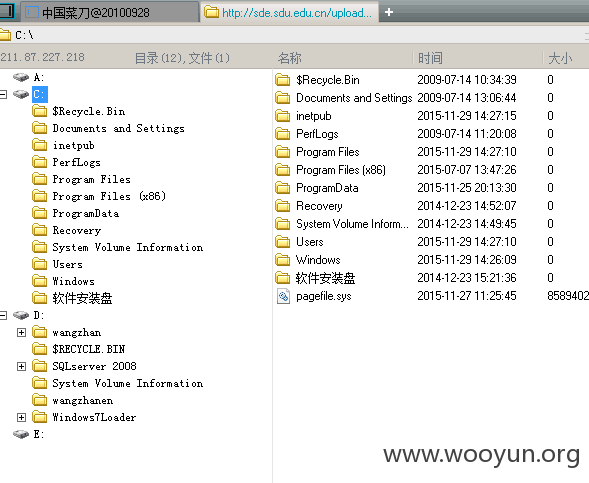 中国菜刀@20100928 http://sde.sdu.edu.cn/upload...
C:\
211.87.227.218 目录(12),文件(1) 名称 时间 大小
A:
C:
$Recycle.Bin
Documents and Settings
inetpub
PerfLogs
Program Files
Program Files (x86)
ProgramData
Recovery
System Volume Information
Users
Windows
软件安装盘
D:
wangzhan
$RECYCLE.BIN
SQLserver 2008
System Volume Information
wangzhanen
Windows7Loader
E:
$Recycle.Bin 2009-07-14 10:34:39 0
Documents and Settings 2009-07-14 13:06:44 0
inetpub 2015-11-29 14:27:15 0
PerfLogs 2009-07-14 11:20:08 0
Program Files 2015-11-29 14:27:10 0
Program Files (x86) 2015-07-07 13:47:26 0
ProgramData 2015-11-25 20:13:30 0
Recovery 2014-12-23 14:52:07 0
System Volume Inform... 2014-12-23 14:49:45 0
Users 2015-11-29 14:27:10 0
Windows 2015-11-29 14:26:09 0
软件安装盘 2014-12-23 15:21:36 0
pagefile.sys 2015-11-27 11:25:45 8589402
www.wooyun.org